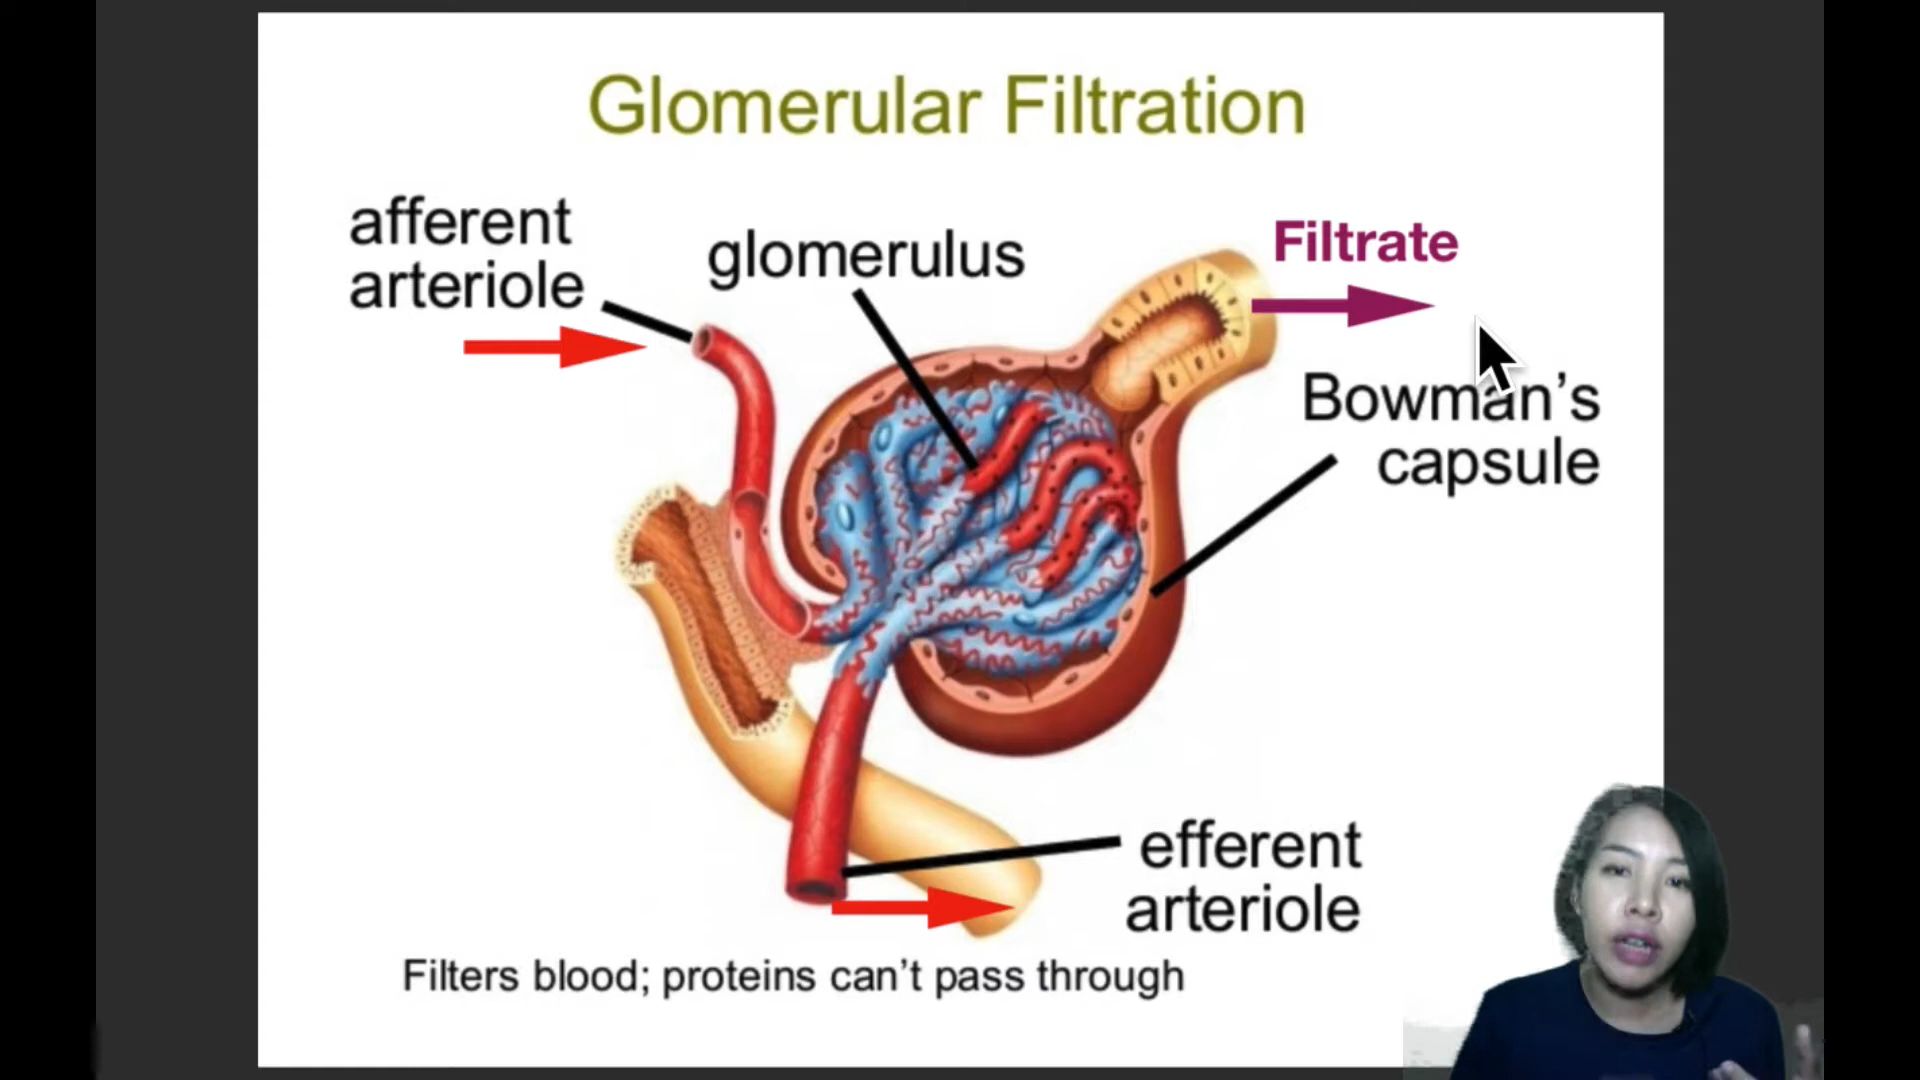 Glomerular Filtration
afferent
arteriole
glomerulus
Filtrate
Bowman's
capsule
efferent
arteriole
Filters blood; proteins can't pass through